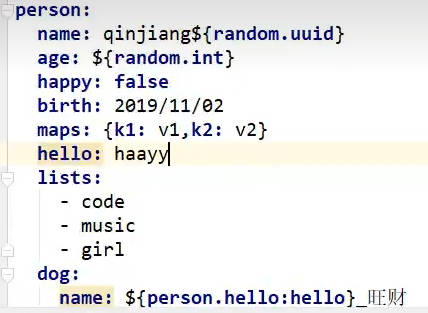 person:
  name: qinjiang${random.uuid}
  age: ${random.int}
  happy: false
  birth: 2019/11/02
  maps: {k1: v1,k2: v2}
  hello: haayy
  lists:
    - code
    - music
    - girl
  dog:
    name: ${person.hello:hello}_旺财